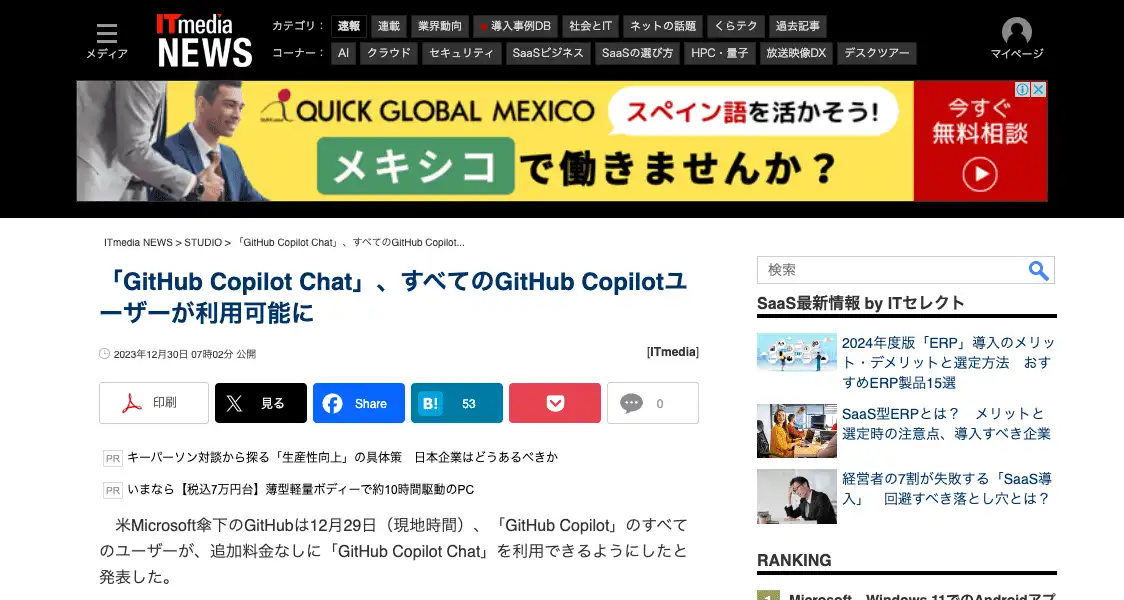 メディア
ITmedia
NEWS
カテゴリ： 速報 連載 業界動向 導入事例DB 社会とIT ネットの話題 くらテク 過去記事
コーナー： AI クラウド セキュリティ SaaSビジネス SaaSの選び方 HPC・量子 放送映像DX デスクツアー
マイページ
QUICK GLOBAL MEXICO
スペイン語を活かそう!
メキシコで働きませんか？
今すぐ
無料相談
ITmedia NEWS > STUDIO > 「GitHub Copilot Chat」、すべてのGitHub Copilot...
「GitHub Copilot Chat」、すべてのGitHub Copilotユ
ーザーが利用可能に
2023年12月30日 07時02分 公開
[ITmedia]
印刷 見る Share B! 53 0
PR キーパーソン対談から探る「生産性向上」の具体策　日本企業はどうあるべきか
PR いまなら【税込7万円台】薄型軽量ボディーで約10時間駆動のPC
米Microsoft傘下のGitHubは12月29日（現地時間）、「GitHub Copilot」のすべて
のユーザーが、追加料金なしに「GitHub Copilot Chat」を利用できるようにしたと
発表した。
検索
SaaS最新情報 by ITセレクト
2024年度版「ERP」導入のメリッ
ト・デメリットと選定方法　おす
すめERP製品15選
SaaS型ERPとは？　メリットと
選定時の注意点、導入すべき企業
経営者の7割が失敗する「SaaS導
入」　回避すべき落とし穴とは？
RANKING
1 Microsoft、Windows 11でのAndroidアプ